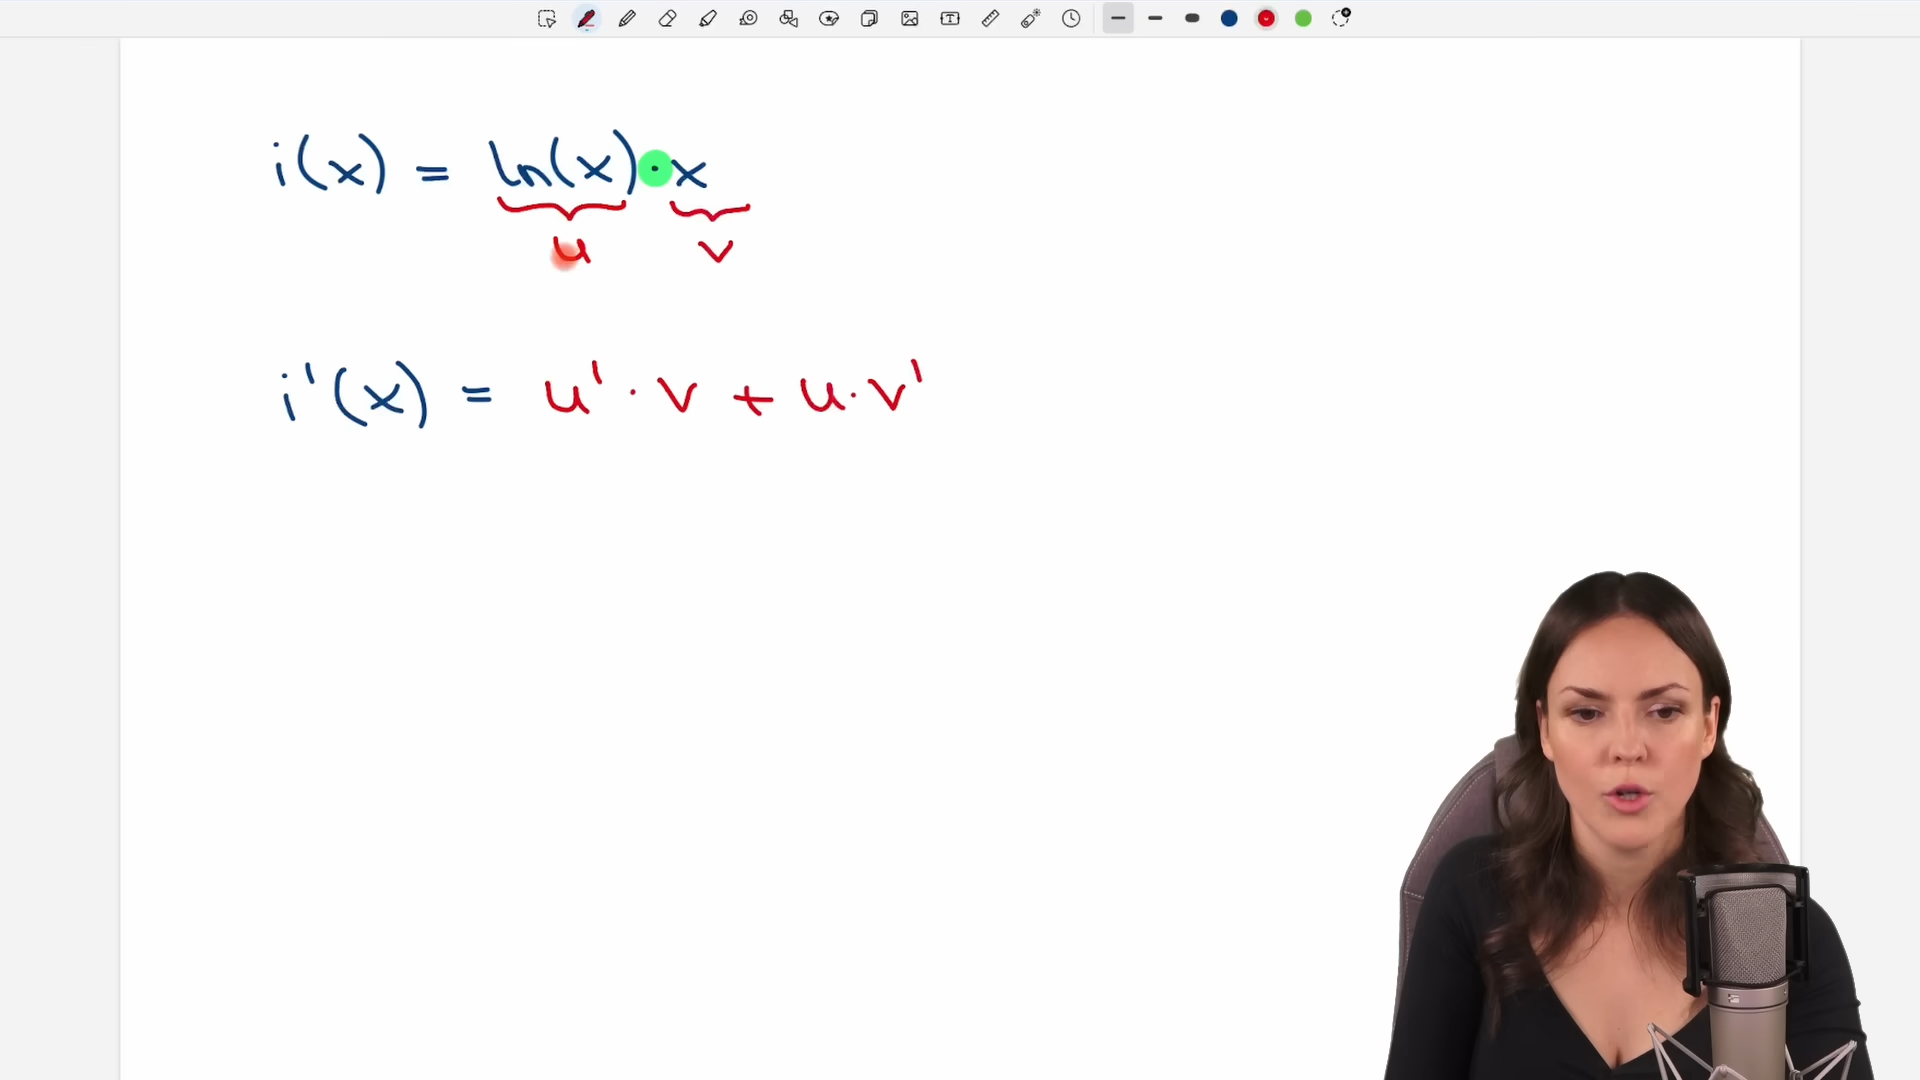 i(x) = ln(x) · x
u v
i'(x) = u' · v + u · v'